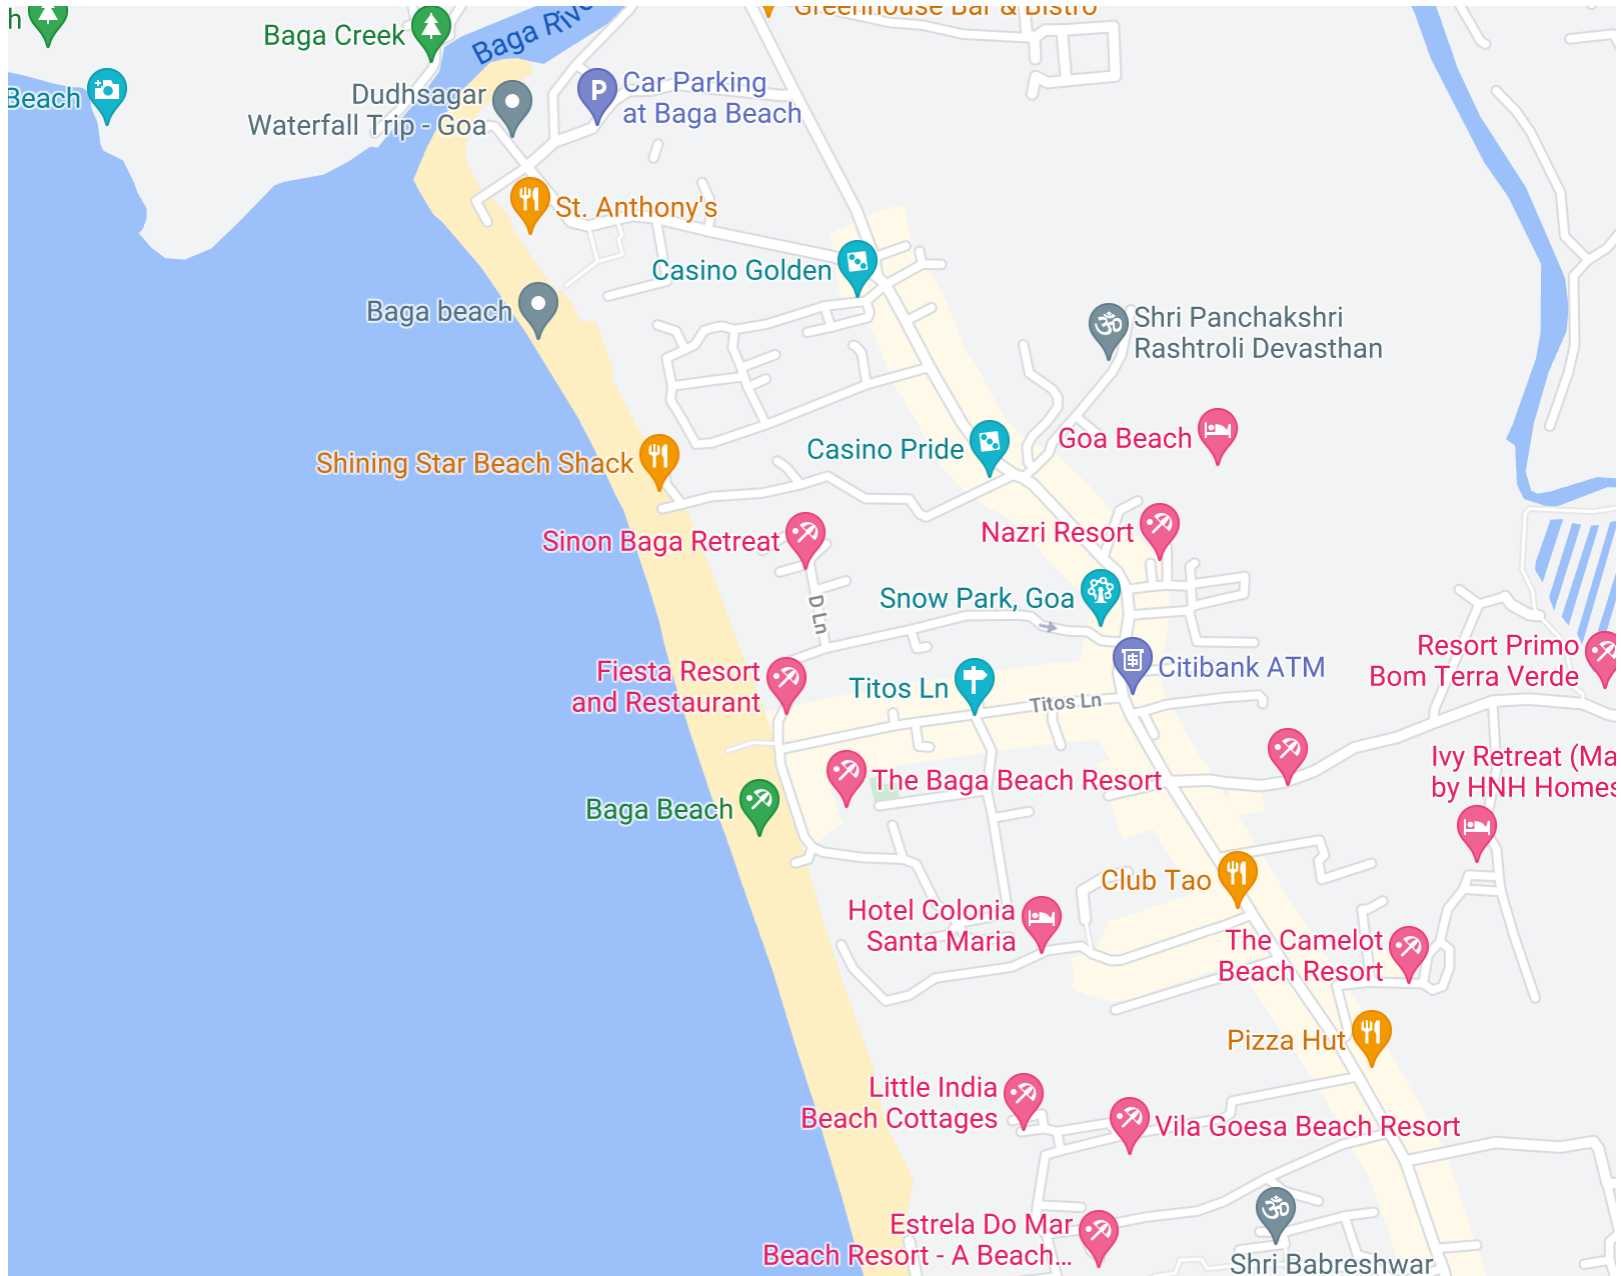 h
Greenhouse Bar & Bistro
Baga Creek
Baga River
Beach
Dudhsagar
Waterfall Trip - Goa
Car Parking
at Baga Beach
St. Anthony's
Casino Golden
Baga beach
Shri Panchakshri
Rashtroli Devasthan
Casino Pride
Goa Beach
Shining Star Beach Shack
Sinon Baga Retreat
Nazri Resort
Snow Park, Goa
D Ln
Resort Primo
Bom Terra Verde
Fiesta Resort
and Restaurant
Titos Ln
Titos Ln
Citibank ATM
The Baga Beach Resort
Ivy Retreat (Ma
by HNH Homes
Baga Beach
Club Tao
Hotel Colonia
Santa Maria
The Camelot
Beach Resort
Pizza Hut
Little India
Beach Cottages
Vila Goesa Beach Resort
Estrela Do Mar
Beach Resort - A Beach...
Shri Babreshwar